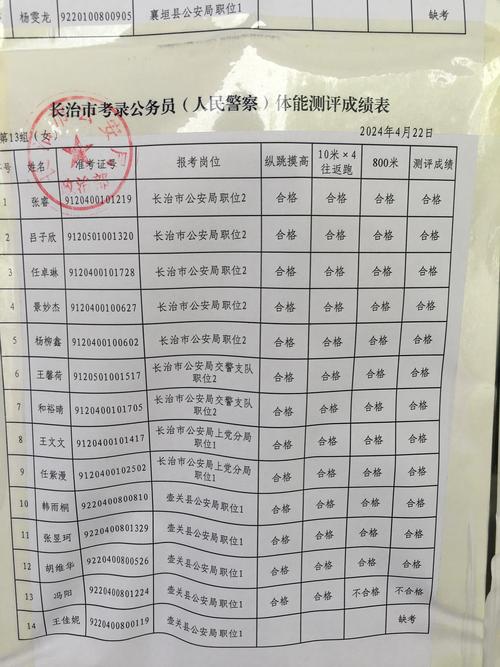 杨雯龙 9220100800905 襄垣县公安局职位1 缺考
长治市考录公务员（人民警察）体能测评成绩表
第13组（女） 2024年4月22日
序号 姓名 准考证号 报考岗位 纵跳摸高 10米×4往返跑 800米 测评成绩
1 张睿 9120400101219 长治市公安局职位2 合格 合格 合格 合格
2 吕子欣 9120501001320 长治市公安局职位2 合格 合格 合格 合格
3 任卓琳 9120400101728 长治市公安局职位2 合格 合格 合格 合格
4 景妙杰 9120400100627 长治市公安局职位2 合格 合格 合格 合格
5 杨柳鑫 9120400100602 长治市公安局职位2 合格 合格 合格 合格
6 王馨荷 9120501001517 长治市公安局交警支队职位2 合格 合格 合格 合格
7 和裕晴 9120400101705 长治市公安局交警支队职位2 合格 合格 合格 合格
8 王文文 9120400101417 长治市公安局上党分局职位1 合格 合格 合格 合格
9 任紫漫 9120400102502 长治市公安局上党分局职位1 合格 合格 合格 合格
10 韩雨桐 9220400800810 壶关县公安局职位1 合格 合格 合格 合格
11 张昱珂 9220400801329 壶关县公安局职位1 合格 合格 合格 合格
12 胡维华 9220400800526 壶关县公安局职位1 合格 合格 合格 合格
13 冯阳 9220400801224 壶关县公安局职位1 合格 合格 不合格 不合格
14 王佳妮 9220400800119 壶关县公安局职位1 缺考